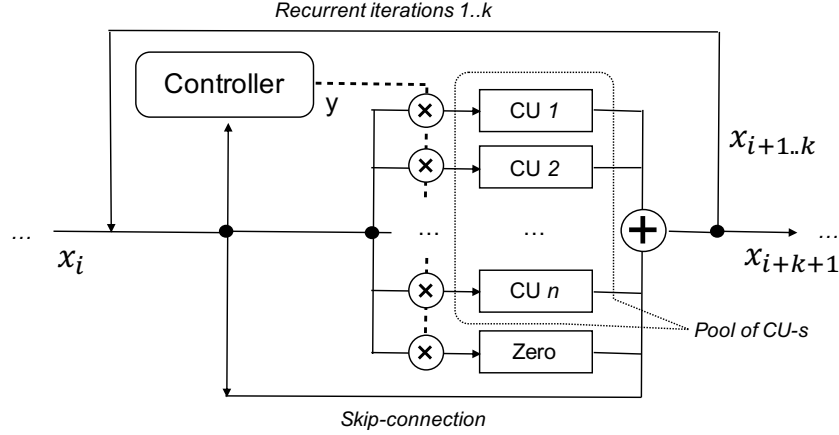 Recurrent iterations 1..k
Controller
y
CU 1
CU 2
x_{i+1..k}
...
x_i
...
...
x_{i+k+1}
...
CU n
Pool of CU-s
Zero
Skip-connection